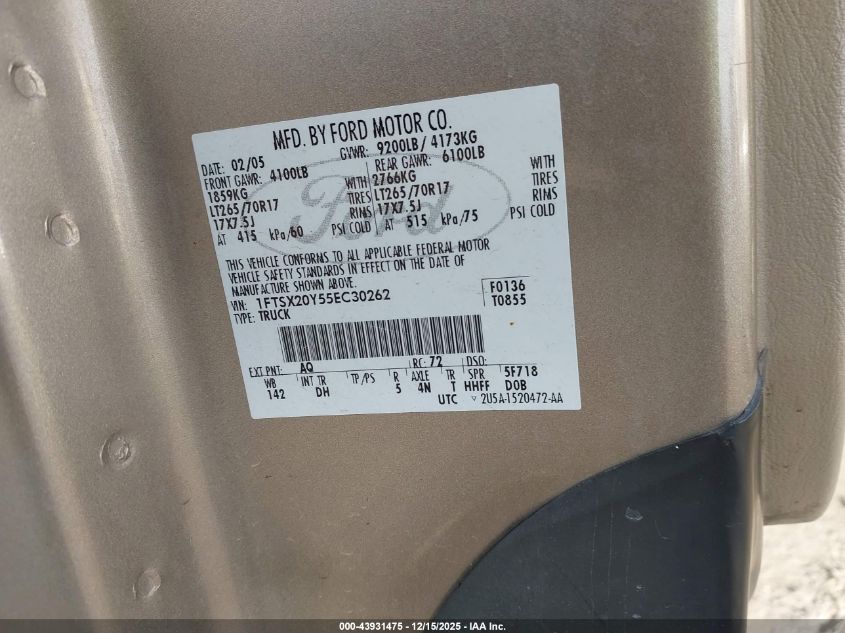 MFD. BY FORD MOTOR CO.
DATE: 02/05 GVWR: 9200LB/ 4173KG
FRONT GAWR: 4100LB REAR GAWR: 6100LB
1859KG WITH 2766KG WITH
LT265/70R17 TIRES LT265/70R17 TIRES
17X7.5J RIMS 17X7.5J RIMS
AT 415 kPa/60 PSI COLD AT 515 kPa/75 PSI COLD
Ford
THIS VEHICLE CONFORMS TO ALL APPLICABLE FEDERAL MOTOR
VEHICLE SAFETY STANDARDS IN EFFECT ON THE DATE OF
MANUFACTURE SHOWN ABOVE.
VIN: 1FTSX20Y55EC30262 F0136
TYPE: TRUCK T0855
EXT PNT: AQ RC: 72 DSO:
WB INT TR TP/PS R AXLE TR SPR 5F718
142 DH 5 4N T HHFF D0B
UTC ▽ 2U5A-1520472-AA
000-43931475 - 12/15/2025 - IAA Inc.